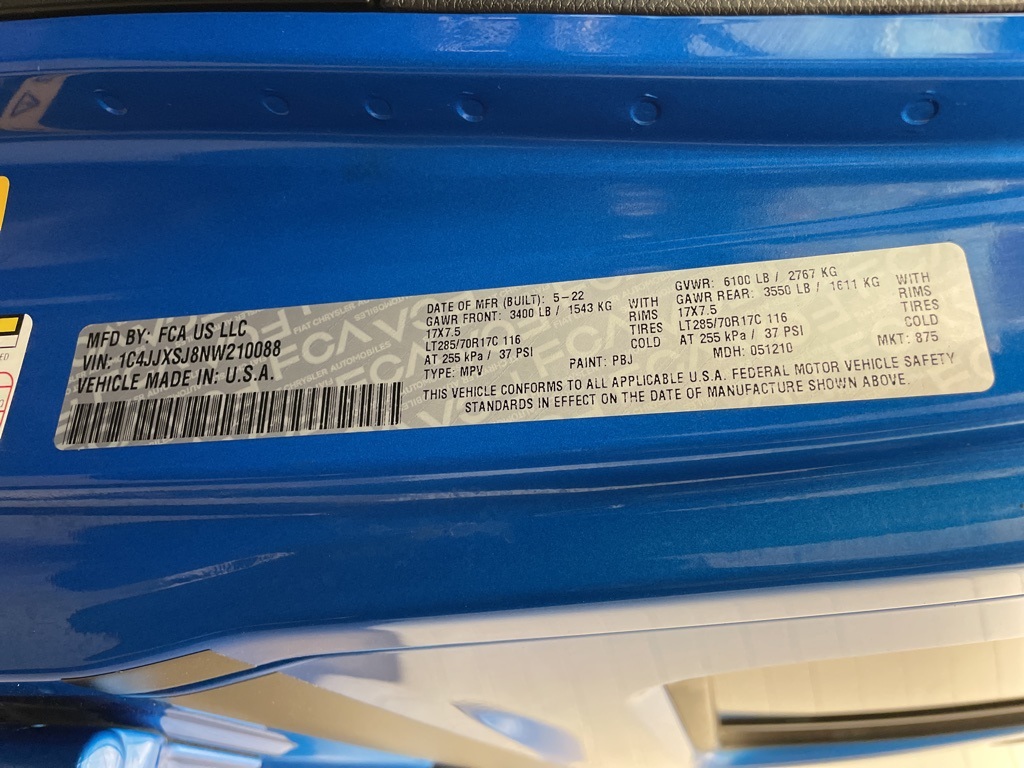 MFD BY: FCA US LLC
VIN: 1C4JJXSJ8NW210088
VEHICLE MADE IN: U.S.A.
DATE OF MFR (BUILT): 5-22
GAWR FRONT: 3400 LB / 1543 KG WITH
17X7.5 RIMS
LT285/70R17C 116 TIRES
AT 255 kPa / 37 PSI COLD
TYPE: MPV PAINT: PBJ
GVWR: 6100 LB / 2767 KG
GAWR REAR: 3550 LB / 1611 KG WITH
17X7.5 RIMS
LT285/70R17C 116 TIRES
AT 255 kPa / 37 PSI COLD
MDH: 051210 MKT: 875
THIS VEHICLE CONFORMS TO ALL APPLICABLE U.S.A. FEDERAL MOTOR VEHICLE SAFETY
STANDARDS IN EFFECT ON THE DATE OF MANUFACTURE SHOWN ABOVE.